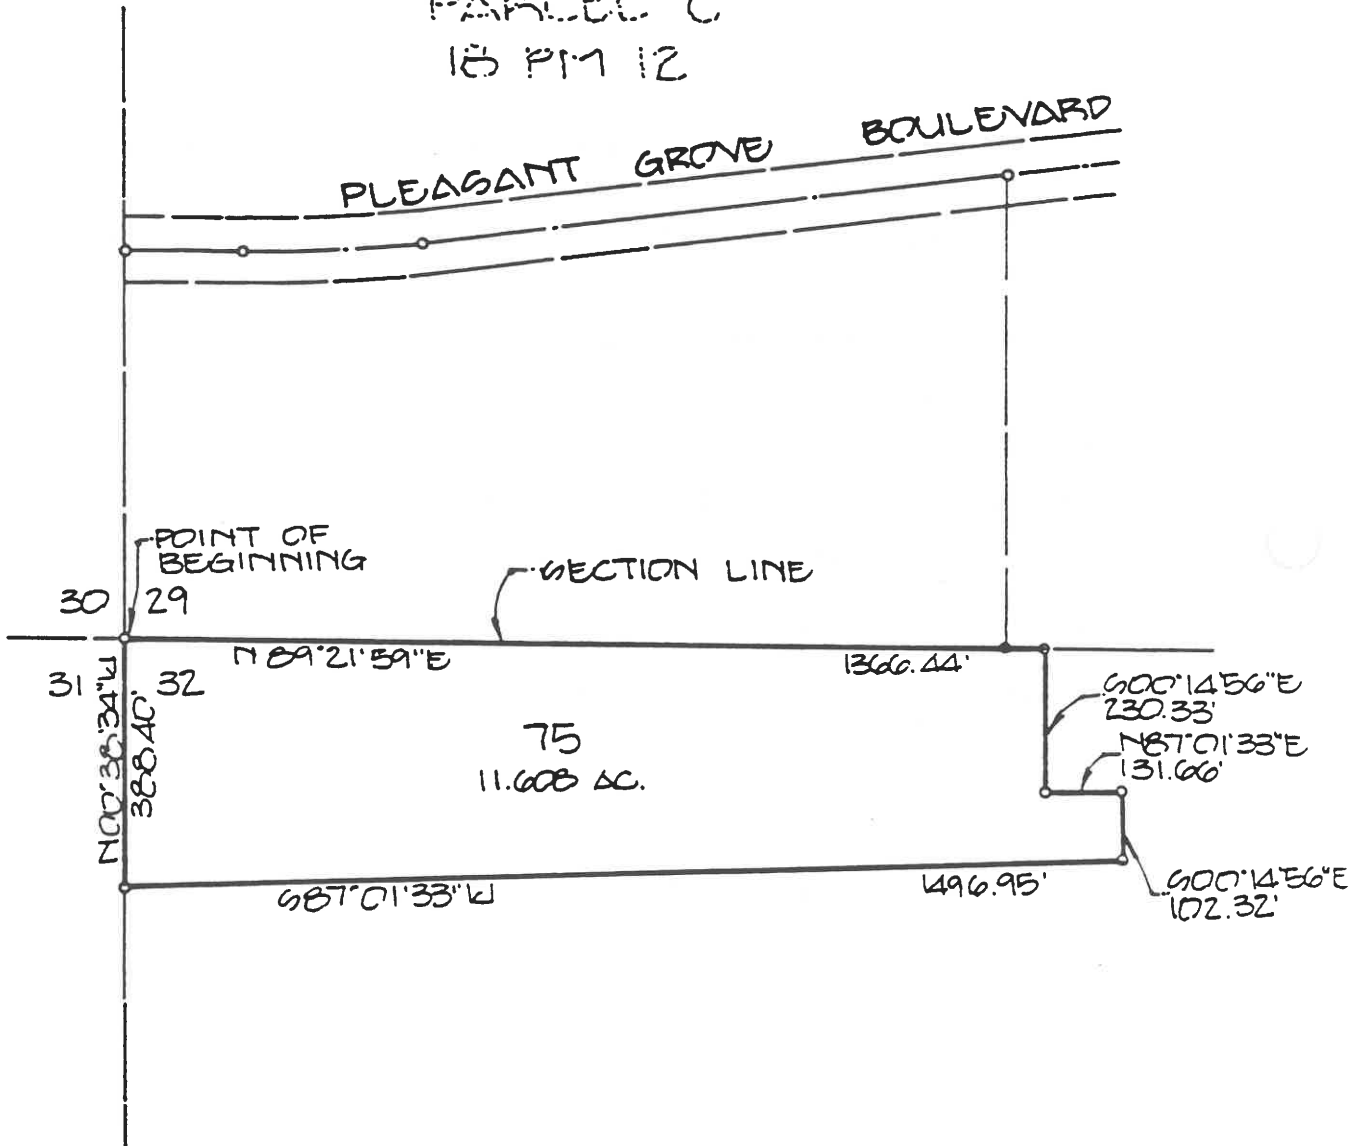 PARCEL C
18 PM 12
PLEASANT GROVE BOULEVARD
POINT OF
BEGINNING
SECTION LINE
30
29
N 89°21'59"E
1366.44'
31
32
N00°38'34"W
388.40'
S00°14'56"E
230.33'
75
11.608 AC.
N87°01'33"E
131.66'
S87°01'33"W
1496.95'
S00°14'56"E
102.32'